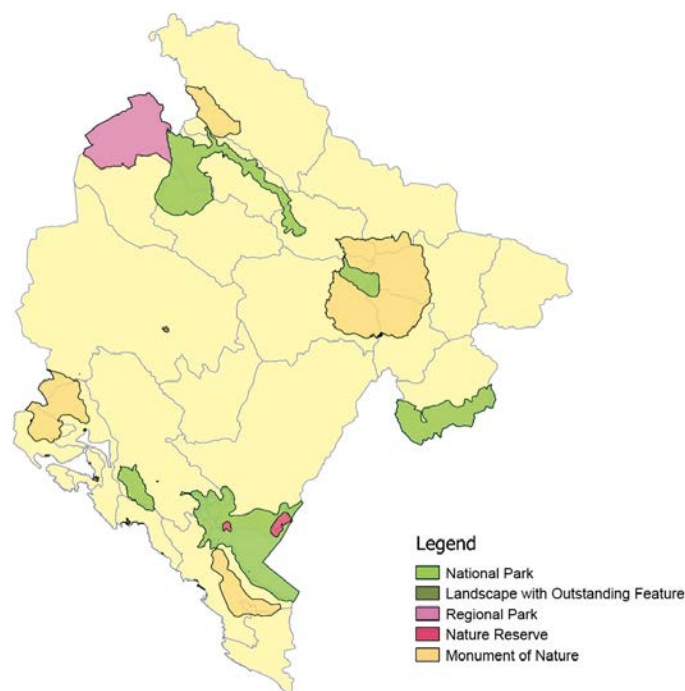 Legend
National Park
Landscape with Outstanding Feature
Regional Park
Nature Reserve
Monument of Nature